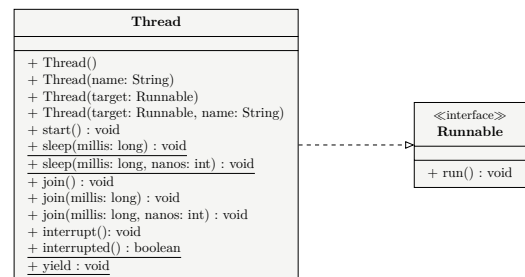 Thread
+ Thread()
+ Thread(name: String)
+ Thread(target: Runnable)
+ Thread(target: Runnable, name: String)
+ start() : void
+ sleep(millis: long) : void
+ sleep(millis: long, nanos: int) : void
+ join() : void
+ join(millis: long) : void
+ join(millis: long, nanos: int) : void
+ interrupt(): void
+ interrupted() : boolean
+ yield : void
≪interface≫
Runnable
+ run() : void